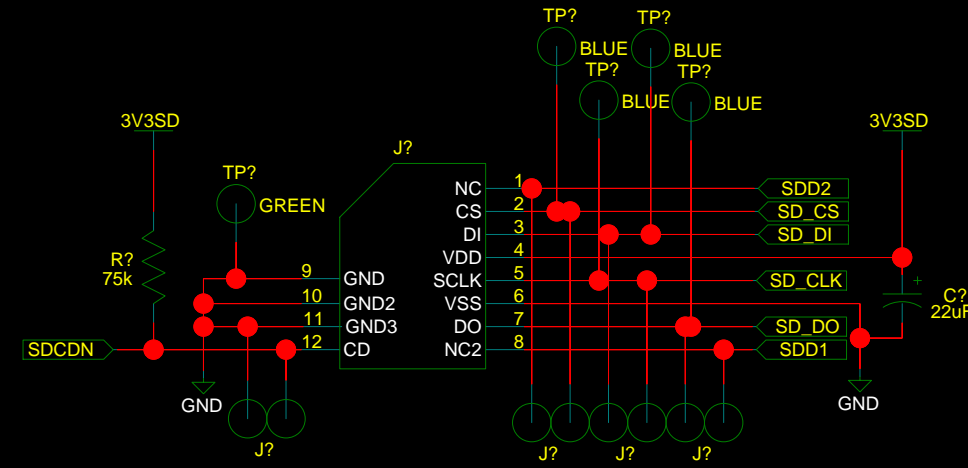 TP?
TP?
BLUE
BLUE
TP?
TP?
BLUE
BLUE
3V3SD
3V3SD
J?
TP?
GREEN
NC
1
SDD2
CS
2
SD_CS
DI
3
SD_DI
VDD
4
R?
75k
9
GND
SCLK
5
SD_CLK
10
GND2
VSS
6
C?
22uF
11
GND3
DO
7
SD_DO
SDCDN
12
CD
NC2
8
SDD1
GND
GND
J?
J?
J?
J?